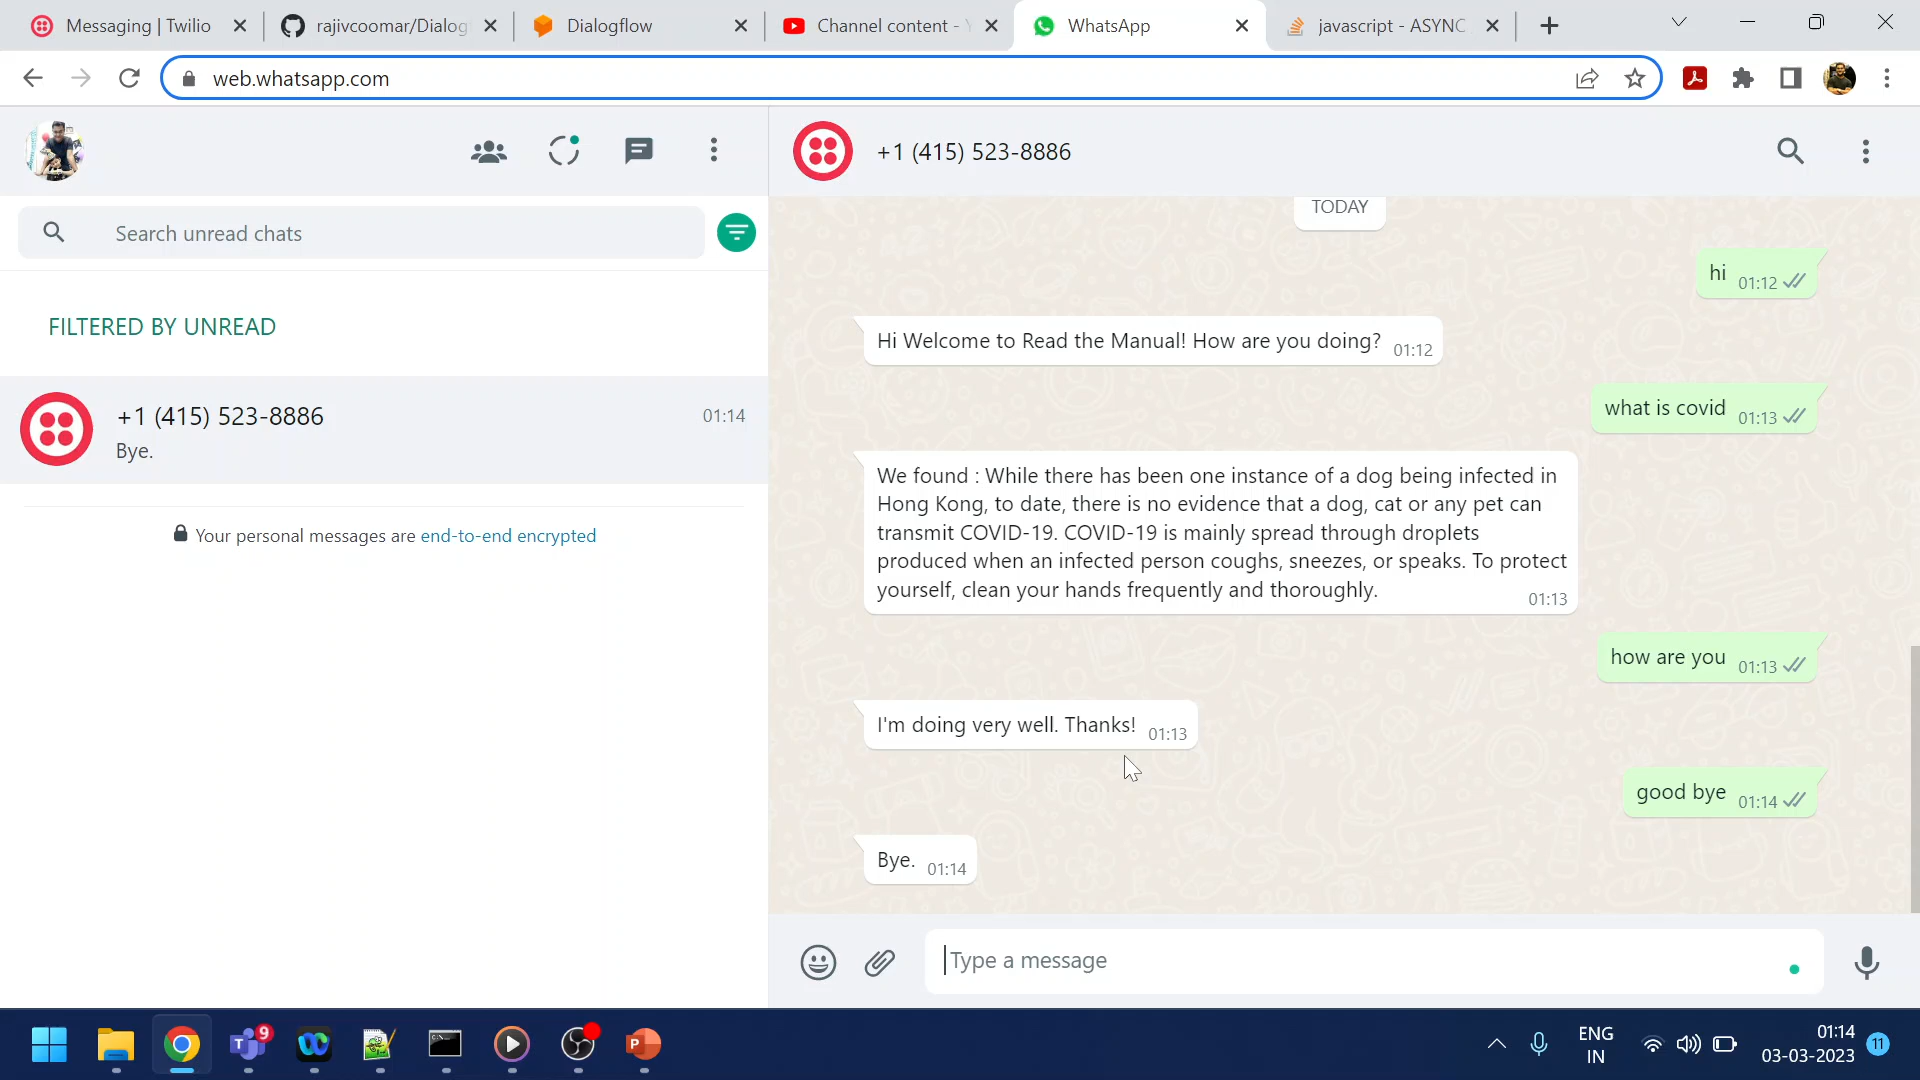 Messaging | Twilio
rajivcoomar/Dialog
Dialogflow
Channel content - Y
WhatsApp
javascript - ASYNC
web.whatsapp.com
+1 (415) 523-8886
Search unread chats
FILTERED BY UNREAD
+1 (415) 523-8886
01:14
Bye.
Your personal messages are end-to-end encrypted
TODAY
hi 01:12
Hi Welcome to Read the Manual! How are you doing? 01:12
what is covid 01:13
We found : While there has been one instance of a dog being infected in
Hong Kong, to date, there is no evidence that a dog, cat or any pet can
transmit COVID-19. COVID-19 is mainly spread through droplets
produced when an infected person coughs, sneezes, or speaks. To protect
yourself, clean your hands frequently and thoroughly. 01:13
how are you 01:13
I'm doing very well. Thanks! 01:13
good bye 01:14
Bye. 01:14
Type a message
T 9
P
ENG
IN
01:14
03-03-2023
11